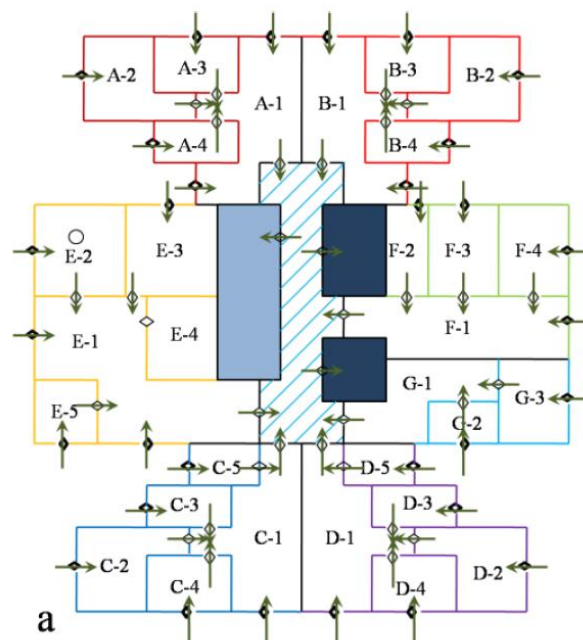 A-3 B-3
A-2 B-2
A-1 B-1
A-4 B-4
E-2 E-3 F-2 F-3 F-4
E-1 E-4 F-1
G-1 G-3
E-5 G-2
C-5 D-5
C-3 D-3
C-2 C-1 D-1 D-2
C-4 D-4
a